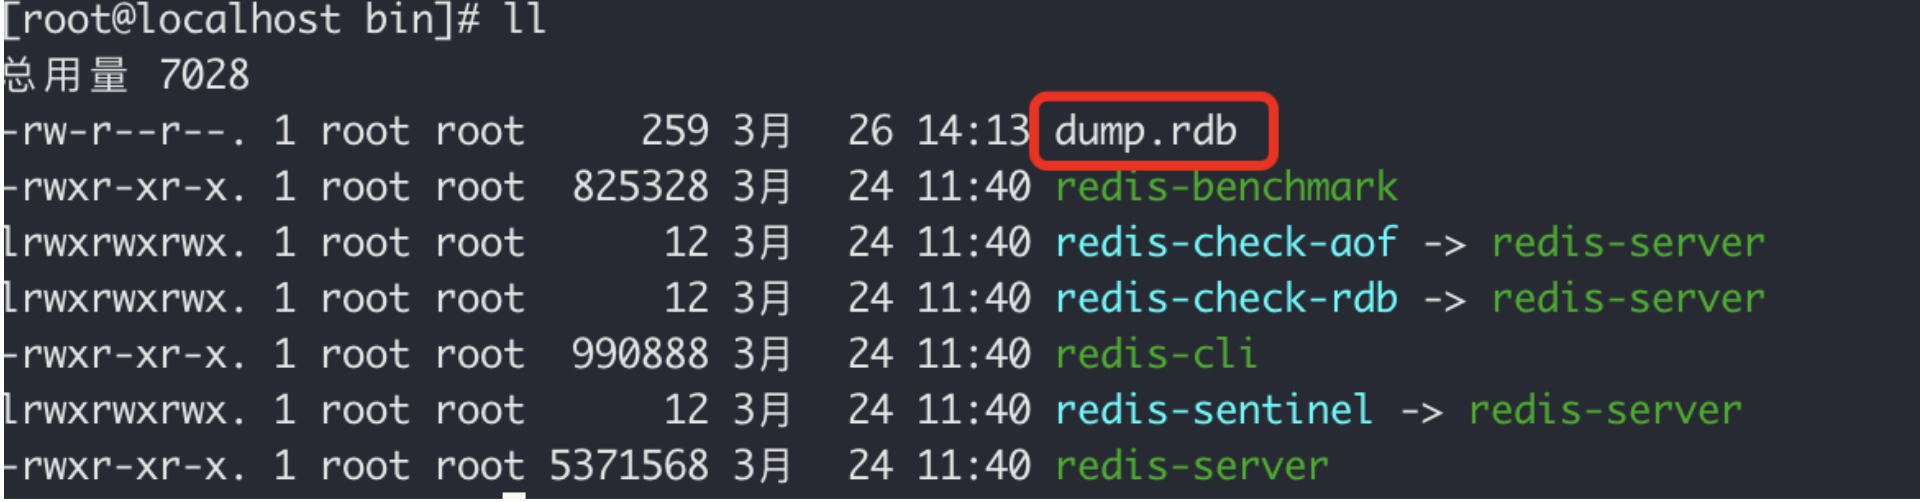 [root@localhost bin]# ll
总用量 7028
-rw-r--r--. 1 root root     259 3月  26 14:13 dump.rdb
-rwxr-xr-x. 1 root root  825328 3月  24 11:40 redis-benchmark
lrwxrwxrwx. 1 root root      12 3月  24 11:40 redis-check-aof -> redis-server
lrwxrwxrwx. 1 root root      12 3月  24 11:40 redis-check-rdb -> redis-server
-rwxr-xr-x. 1 root root  990888 3月  24 11:40 redis-cli
lrwxrwxrwx. 1 root root      12 3月  24 11:40 redis-sentinel -> redis-server
-rwxr-xr-x. 1 root root 5371568 3月  24 11:40 redis-server